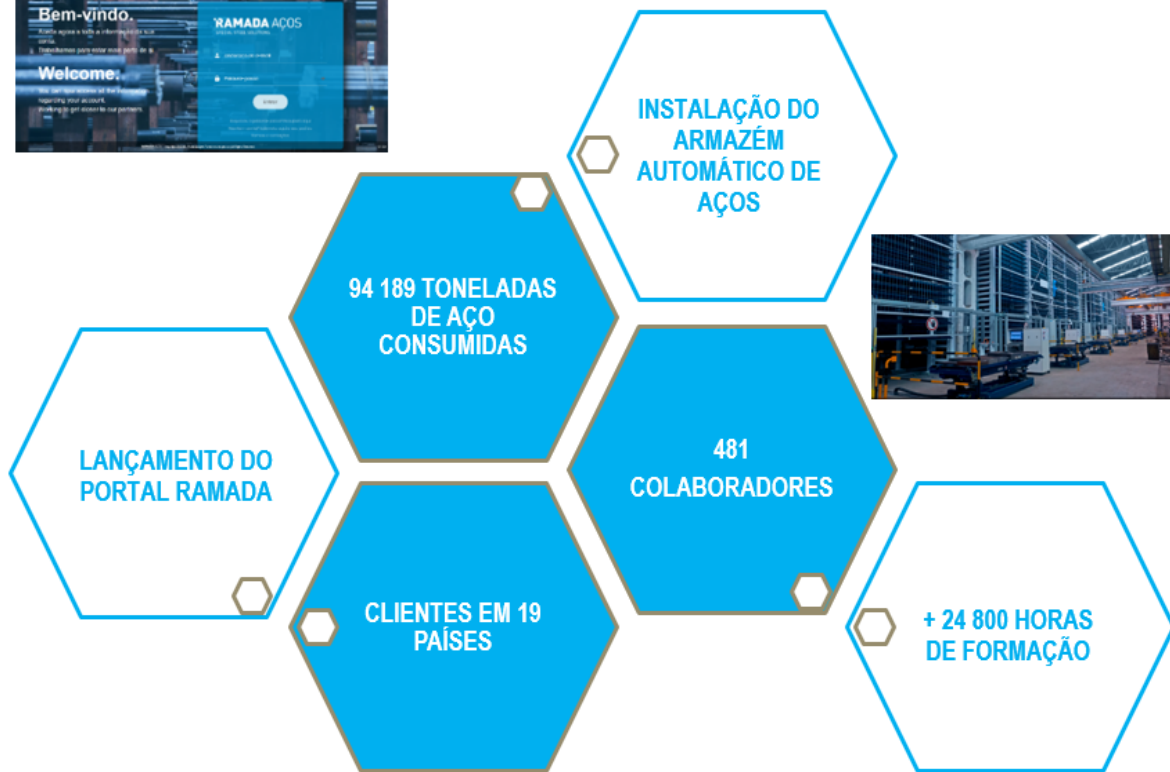 Bem-vindo.
Welcome.
RAMADA AÇOS
INSTALAÇÃO DO
ARMAZÉM
AUTOMÁTICO DE
AÇOS
94 189 TONELADAS
DE AÇO
CONSUMIDAS
LANÇAMENTO DO
PORTAL RAMADA
481
COLABORADORES
CLIENTES EM 19
PAÍSES
+ 24 800 HORAS
DE FORMAÇÃO